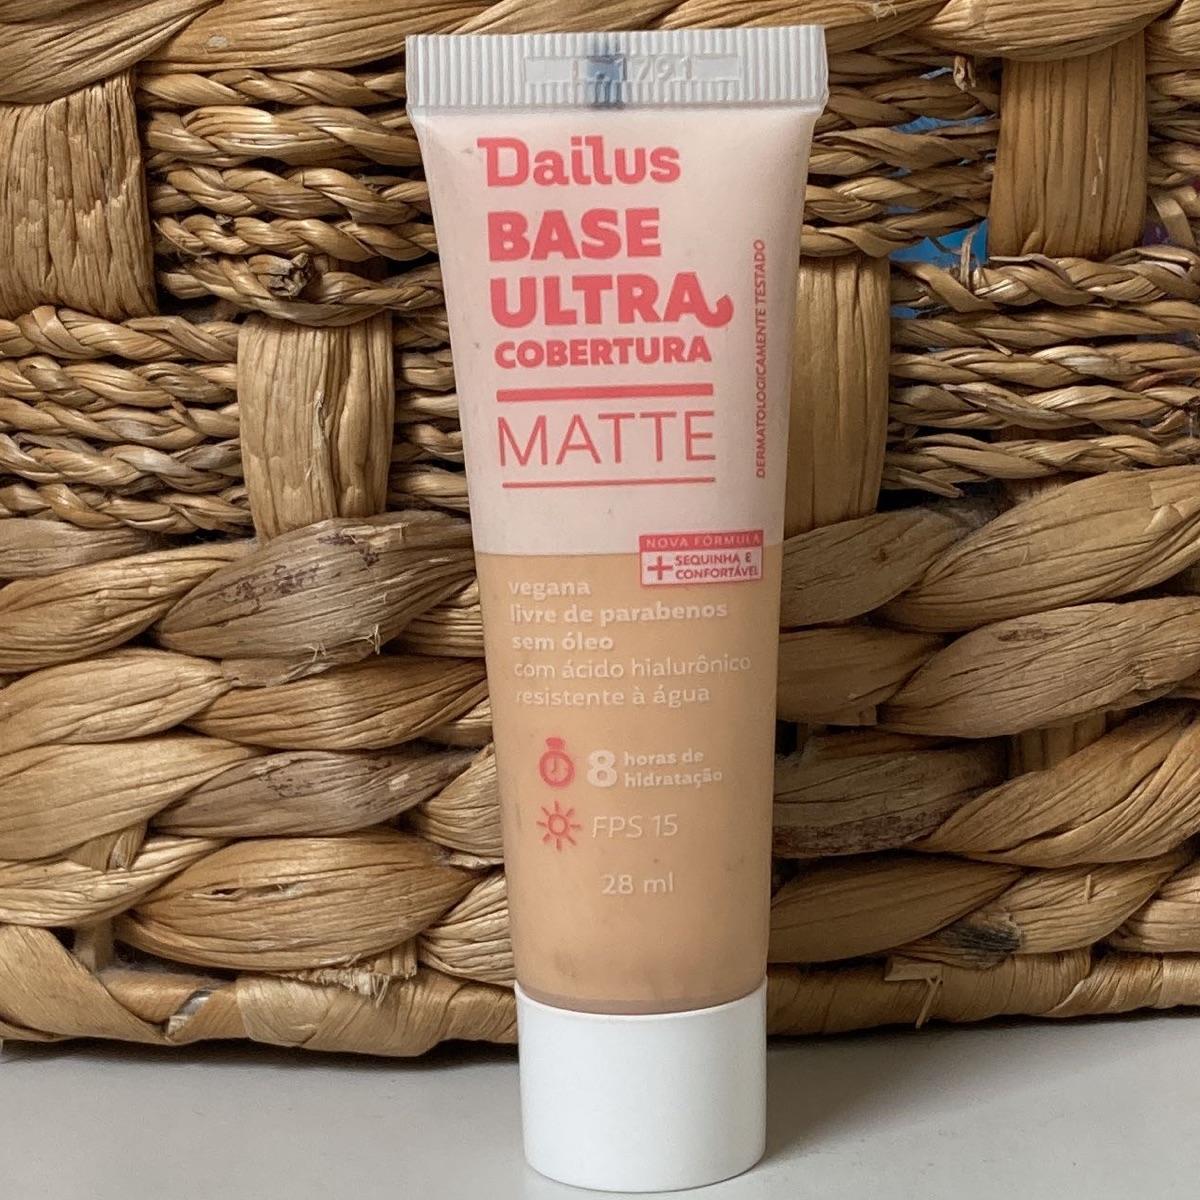 Dailus
BASE
ULTRA
COBERTURA
MATTE
DERMATOLOGICAMENTE TESTADO
NOVA FÓRMULA
+ SEQUINHA E
CONFORTÁVEL
vegana
livre de parabenos
sem óleo
com ácido hialurônico
resistente à água
8 horas de
hidratação
FPS 15
28 ml